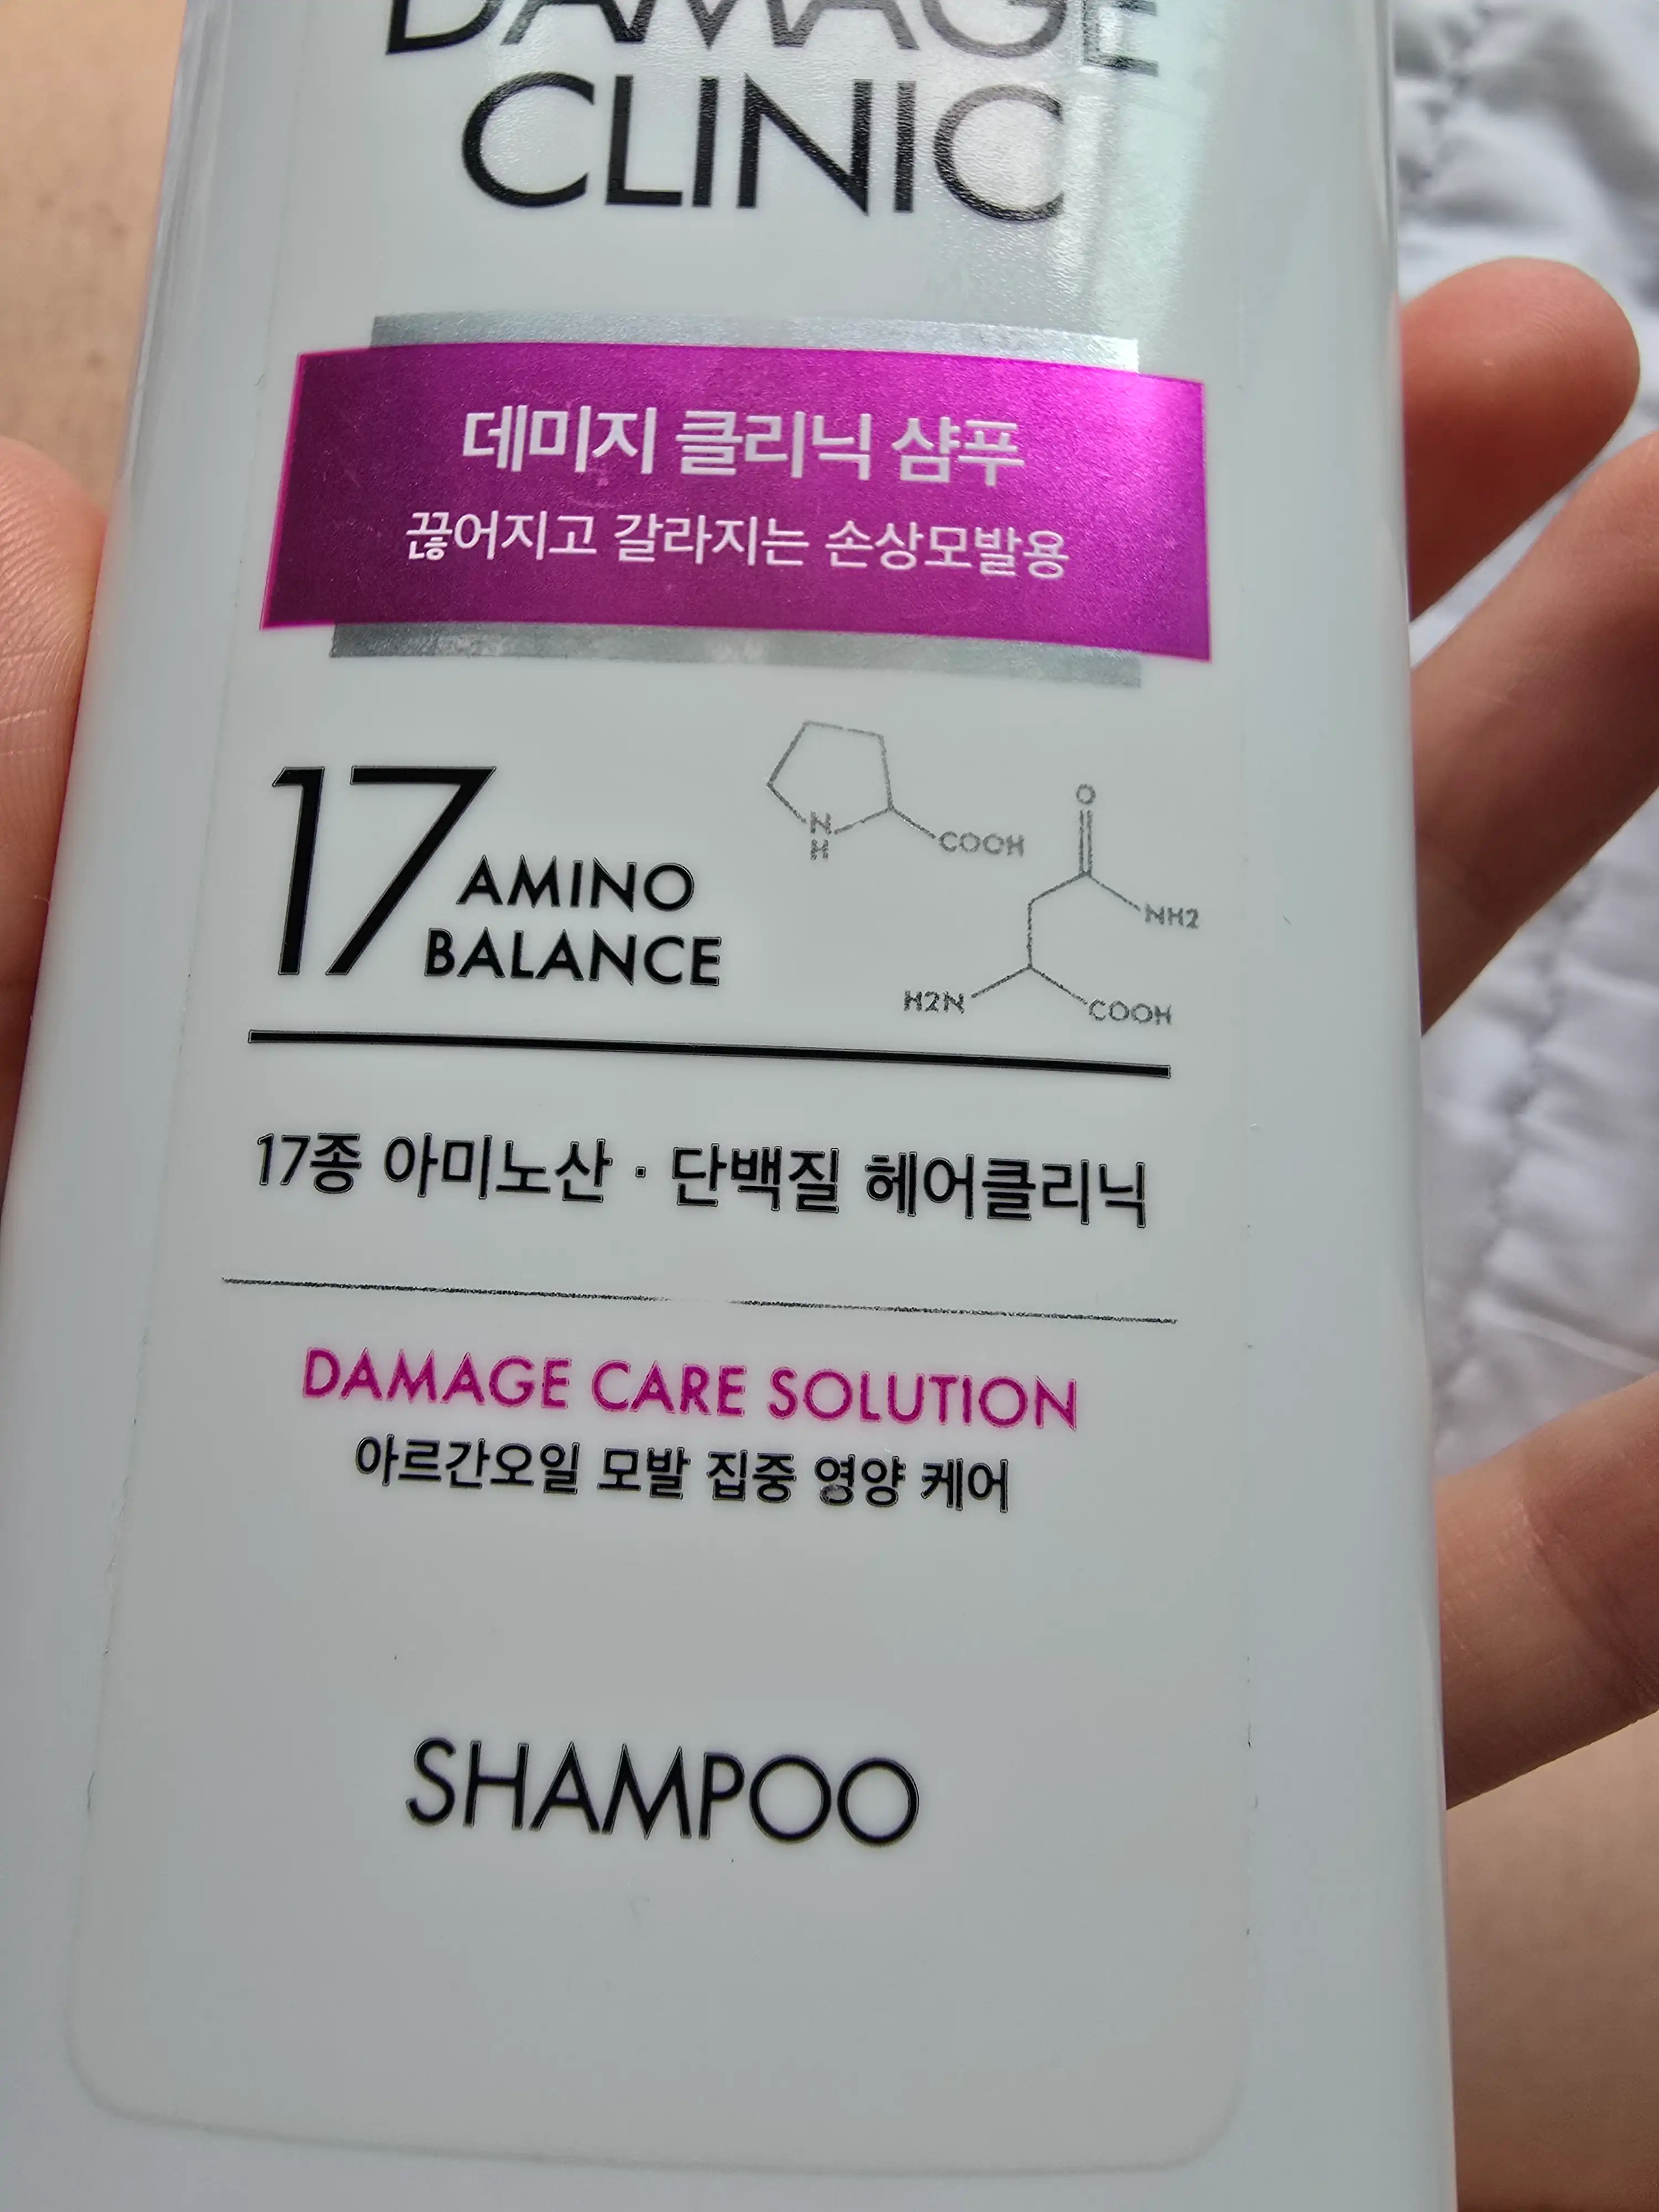 DAMAGE
CLINIC
데미지 클리닉 샴푸
끊어지고 갈라지는 손상모발용
17 AMINO
BALANCE
N
H
COOH
O
NH2
H2N
COOH
17종 아미노산 · 단백질 헤어클리닉
DAMAGE CARE SOLUTION
아르간오일 모발 집중 영양 케어
SHAMPOO